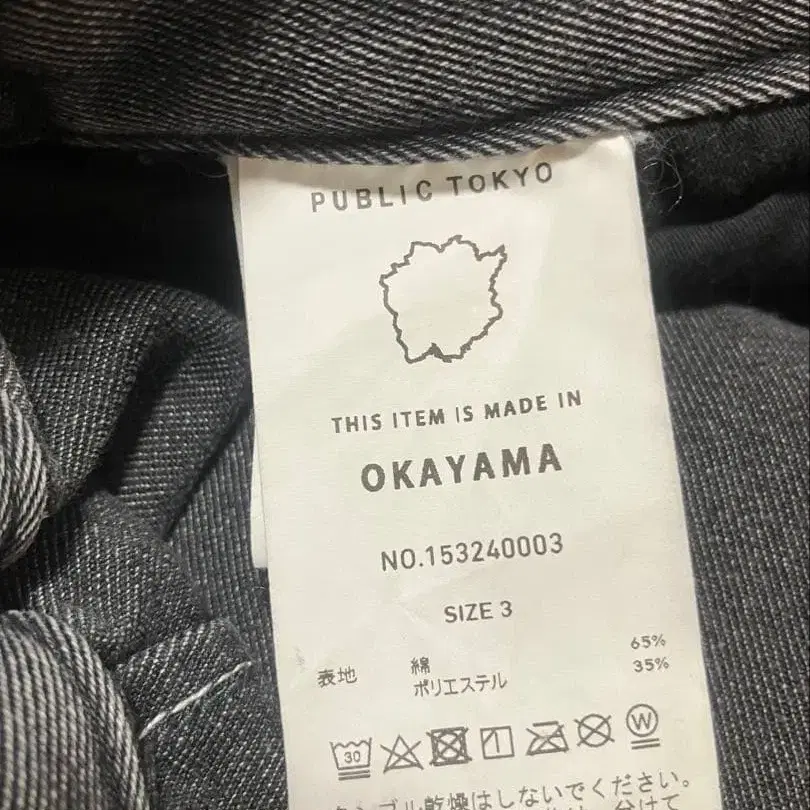 PUBLIC TOKYO
THIS ITEM IS MADE IN
OKAYAMA
NO.153240003
SIZE 3
表地 綿 65%
ポリエステル 35%
30
W
タンブル乾燥はしないでください。